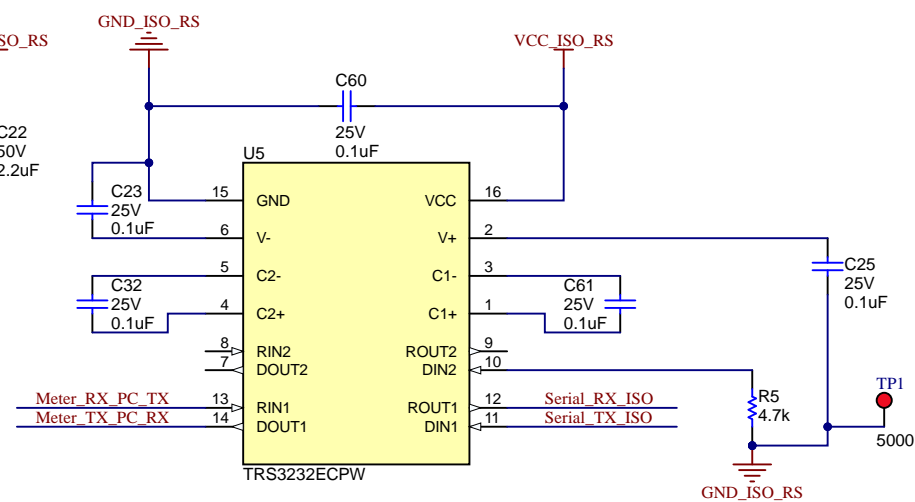 GND_ISO_RS
SO_RS
VCC_ISO_RS
C60
25V
0.1uF
C22
50V
2.2uF
U5
C23
25V
0.1uF
15 GND VCC 16
6 V- V+ 2
5 C2- C1- 3
C32
25V
0.1uF
4 C2+ C1+ 1
C61
25V
0.1uF
C25
25V
0.1uF
8 RIN2 ROUT2 9
7 DOUT2 DIN2 10
Meter_RX_PC_TX 13 RIN1 ROUT1 12 Serial_RX_ISO
Meter_TX_PC_RX 14 DOUT1 DIN1 11 Serial_TX_ISO
R5
4.7k
TP1
5000
TRS3232ECPW
GND_ISO_RS